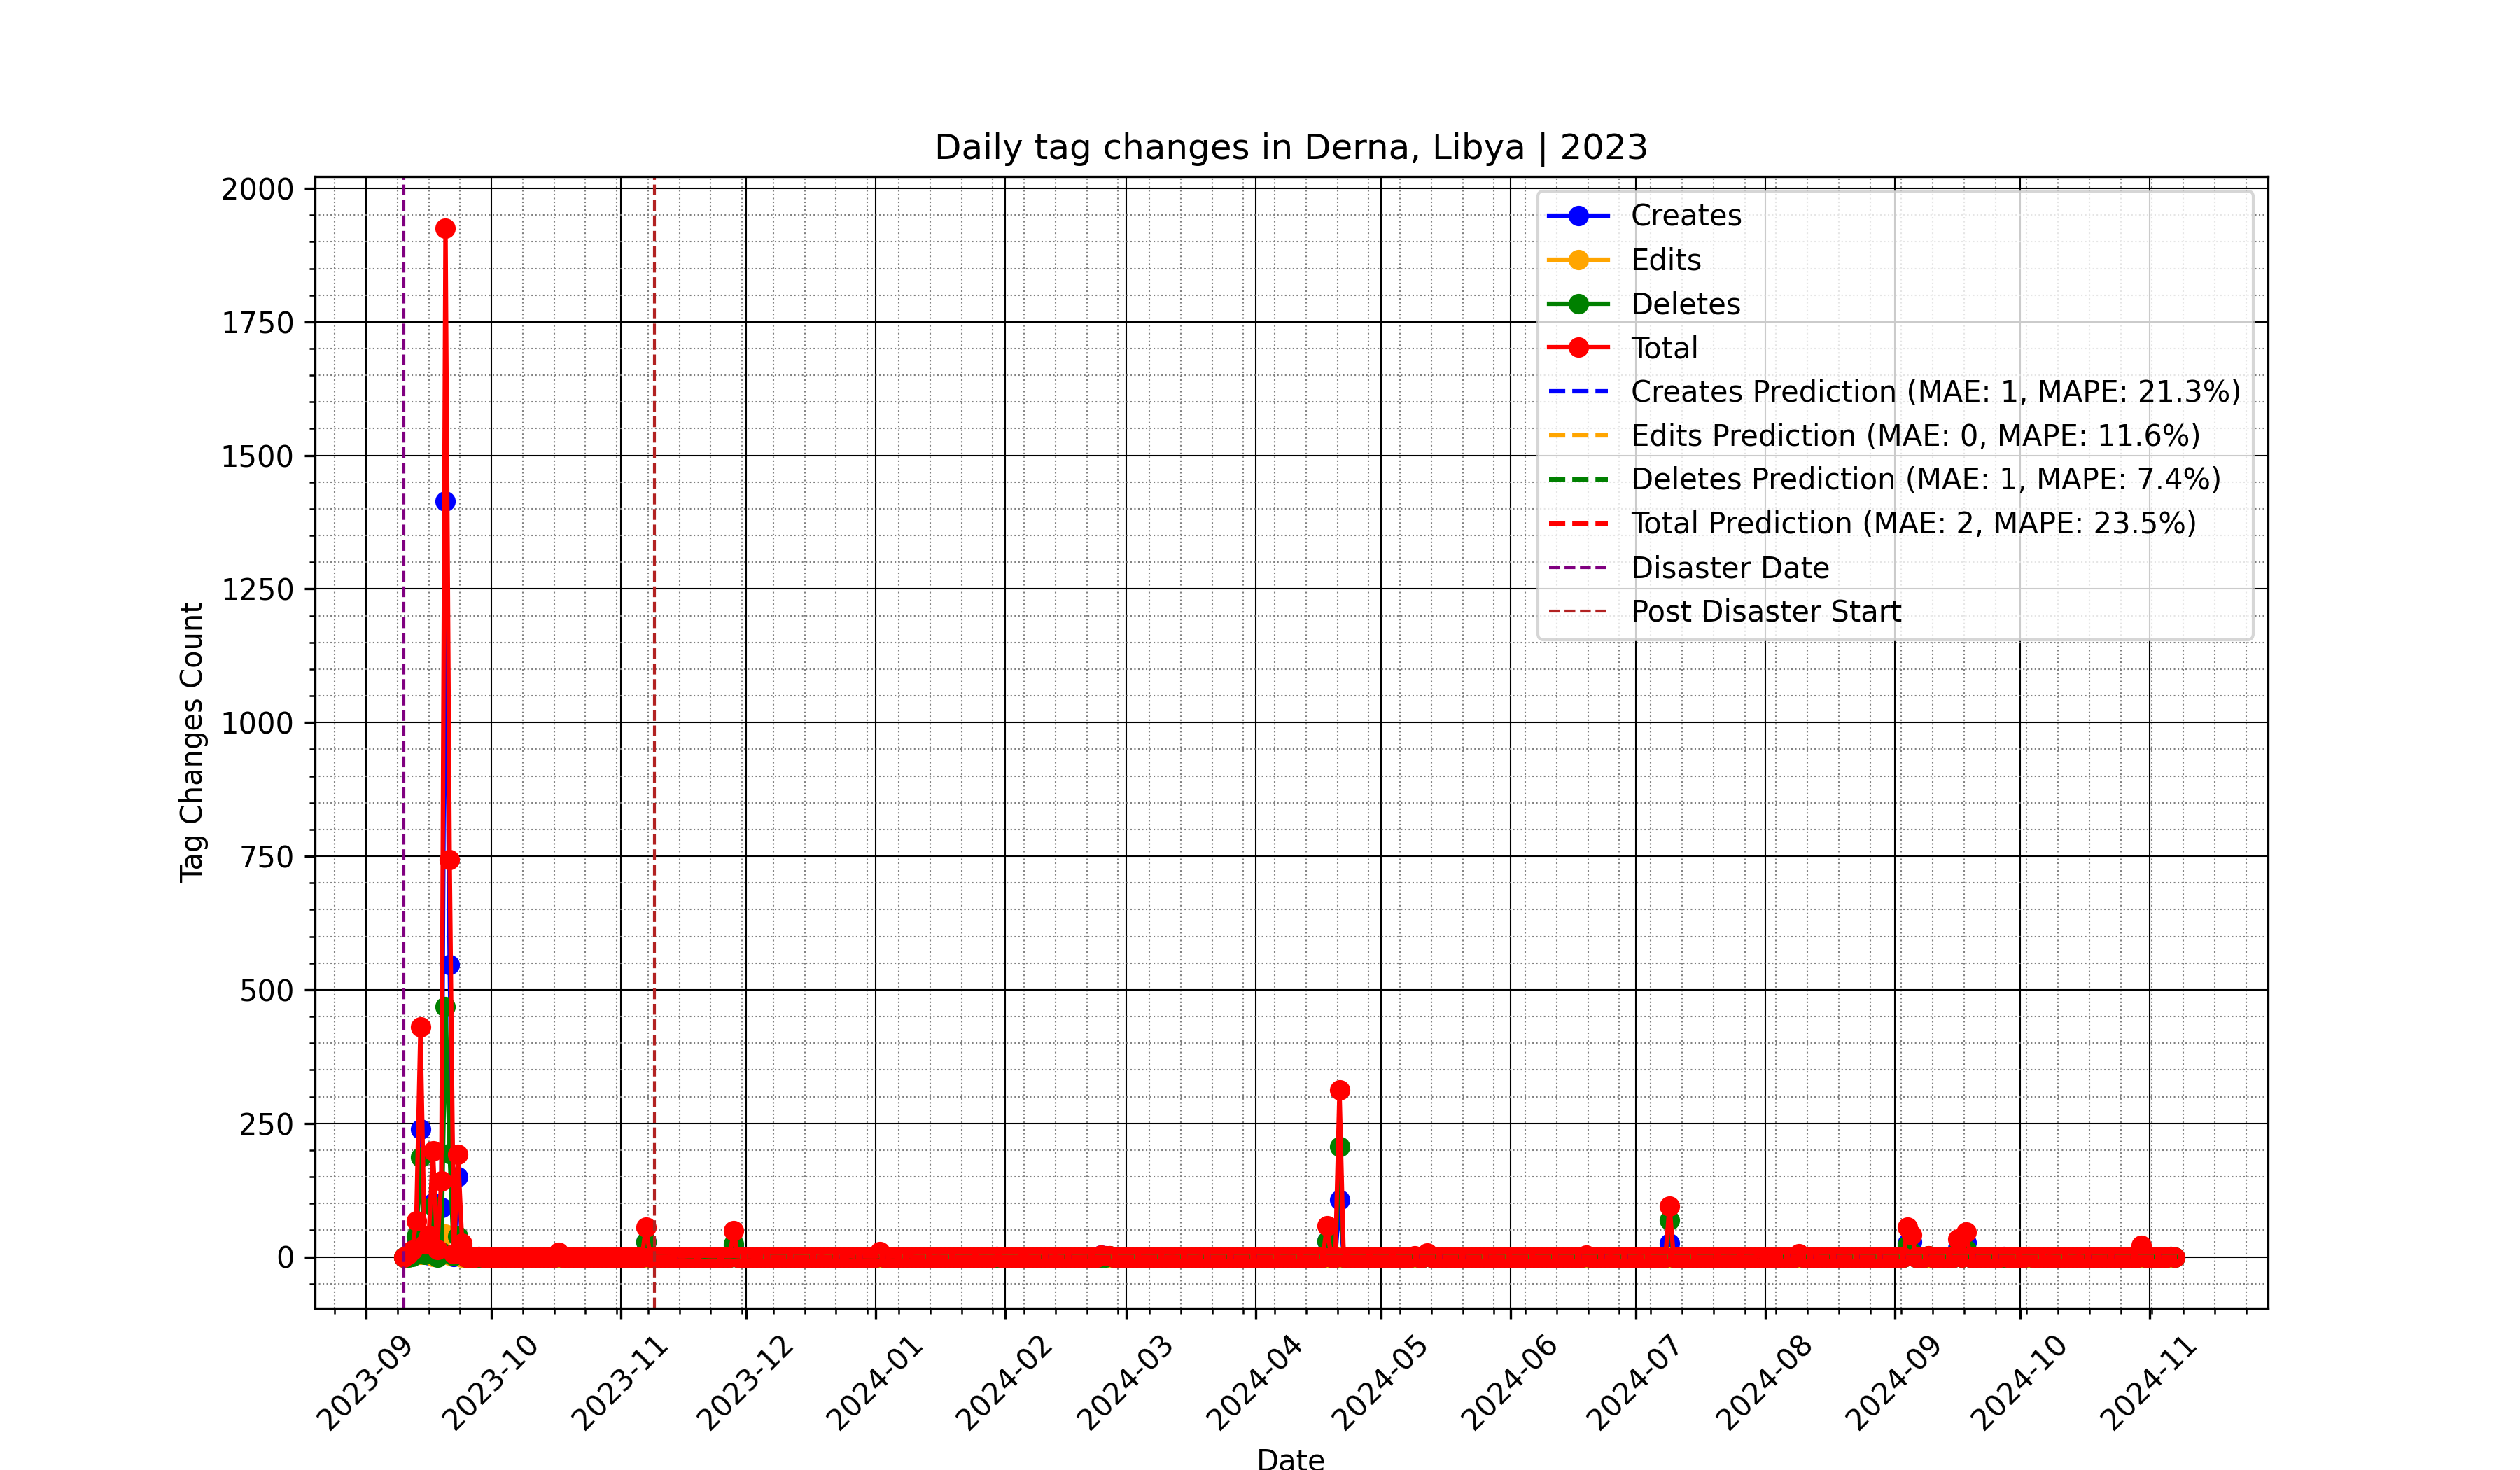 Daily tag changes in Derna, Libya | 2023
2000
1750
1500
1250
1000
750
500
250
0
Tag Changes Count
Creates
Edits
Deletes
Total
Creates Prediction (MAE: 1, MAPE: 21.3%)
Edits Prediction (MAE: 0, MAPE: 11.6%)
Deletes Prediction (MAE: 1, MAPE: 7.4%)
Total Prediction (MAE: 2, MAPE: 23.5%)
Disaster Date
Post Disaster Start
2023-09
2023-10
2023-11
2023-12
2024-01
2024-02
2024-03
2024-04
2024-05
2024-06
2024-07
2024-08
2024-09
2024-10
2024-11
Date